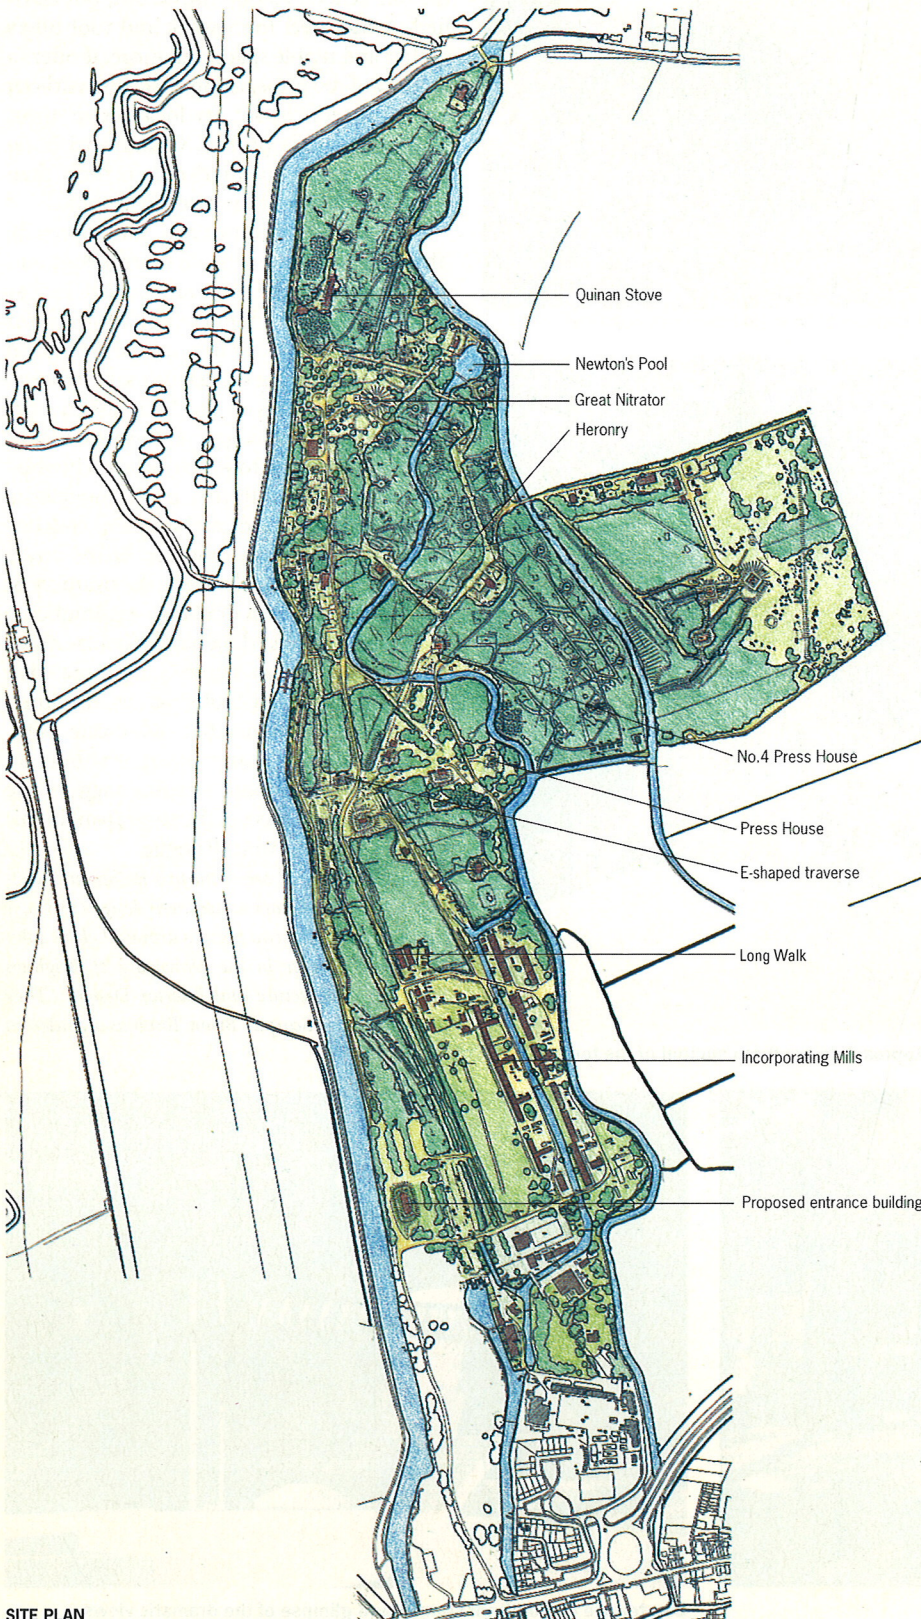 Quinan Stove
Newton's Pool
Great Nitrator
Heronry
No.4 Press House
Press House
E-shaped traverse
Long Walk
Incorporating Mills
Proposed entrance building
SITE PLAN